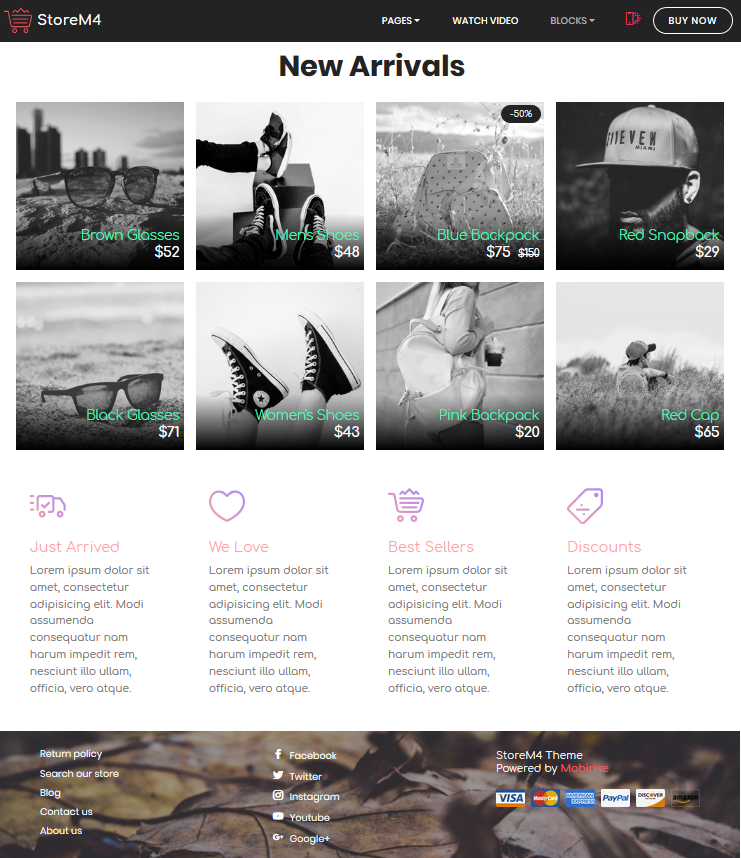 StoreM4
PAGES
WATCH VIDEO
BLOCKS
BUY NOW
New Arrivals
Brown Glasses
$52
Men's Shoes
$48
-50%
Blue Backpack
$75 $150
E11EVEN
MIAMI
Red Snapback
$29
Black Glasses
$71
Women's Shoes
$43
Pink Backpack
$20
Red Cap
$65
Just Arrived
Lorem ipsum dolor sit
amet, consectetur
adipisicing elit. Modi
assumenda
consequatur nam
harum impedit rem,
nesciunt illo ullam,
officia, vero atque.
We Love
Lorem ipsum dolor sit
amet, consectetur
adipisicing elit. Modi
assumenda
consequatur nam
harum impedit rem,
nesciunt illo ullam,
officia, vero atque.
Best Sellers
Lorem ipsum dolor sit
amet, consectetur
adipisicing elit. Modi
assumenda
consequatur nam
harum impedit rem,
nesciunt illo ullam,
officia, vero atque.
Discounts
Lorem ipsum dolor sit
amet, consectetur
adipisicing elit. Modi
assumenda
consequatur nam
harum impedit rem,
nesciunt illo ullam,
officia, vero atque.
Return policy
Search our store
Blog
Contact us
About us
Facebook
Twitter
Instagram
Youtube
Google+
StoreM4 Theme
Powered by Mobirise
VISA
MasterCard
AMERICAN EXPRESS
PayPal
DISCOVER
amazon